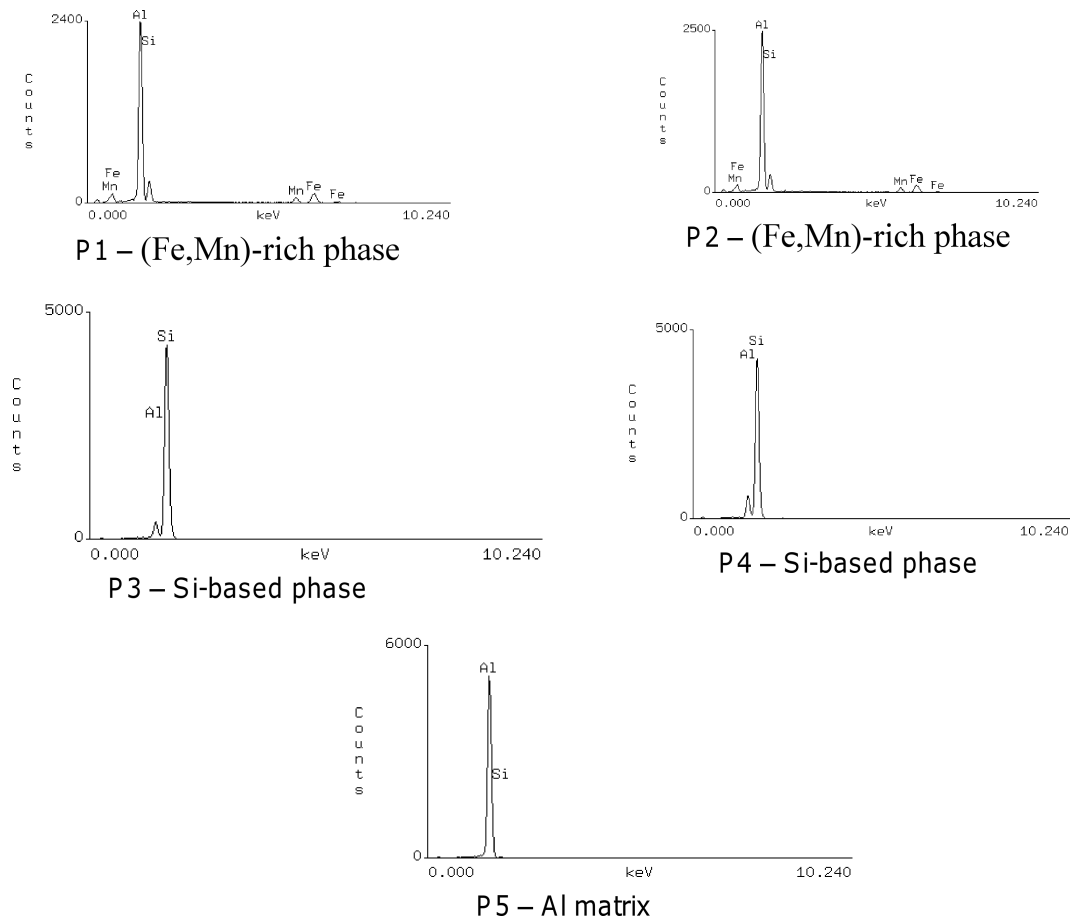 2400
Al
Si
Counts
Fe
Mn
Mn Fe Fe
0
0.000 keV 10.240
P1 – (Fe,Mn)-rich phase
2500
Al
Si
Counts
Fe
Mn
Mn Fe Fe
0
0.000 keV 10.240
P2 – (Fe,Mn)-rich phase
5000
Si
Al
Counts
0
0.000 keV 10.240
P3 – Si-based phase
5000
Si
Al
Counts
0
0.000 keV 10.240
P4 – Si-based phase
6000
Al
Si
Counts
0
0.000 keV 10.240
P5 – Al matrix